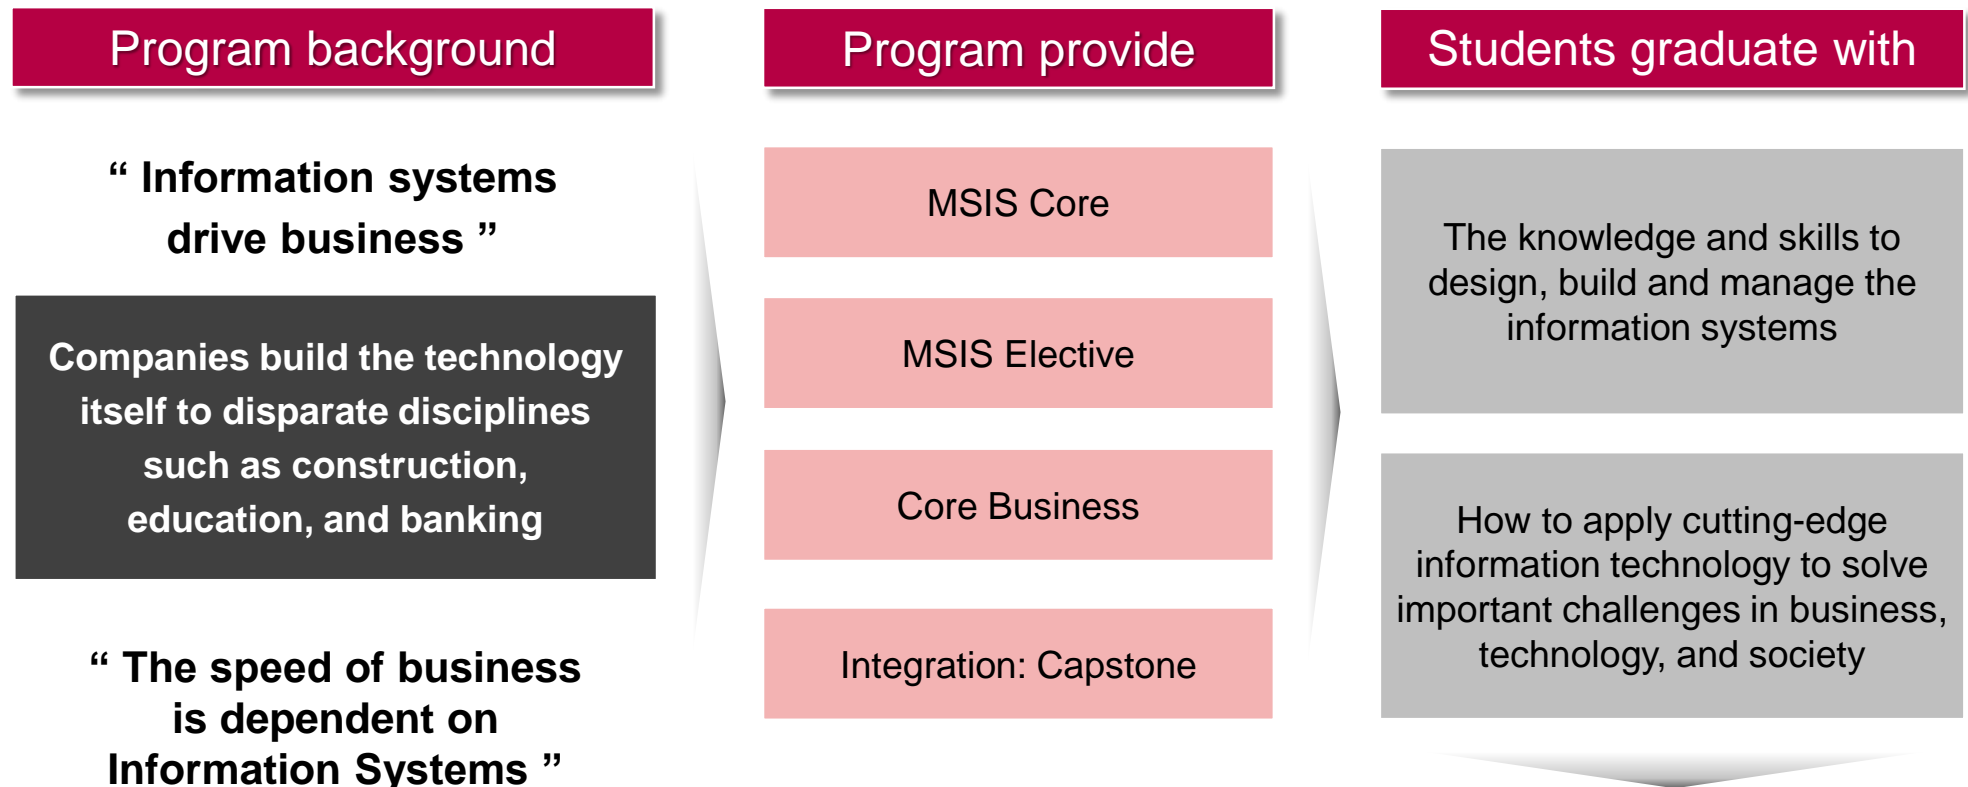 Program background
“ Information systems
drive business ”
Companies build the technology
itself to disparate disciplines
such as construction,
education, and banking
“ The speed of business
is dependent on
Information Systems ”
Program provide
MSIS Core
MSIS Elective
Core Business
Integration: Capstone
Students graduate with
The knowledge and skills to
design, build and manage the
information systems
How to apply cutting-edge
information technology to solve
important challenges in business,
technology, and society